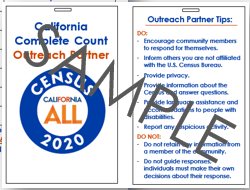 California
Complete Count
Outreach Partner
CENSUS
CALIFORNIA
ALL
2020
Outreach Partner Tips:
DO:
- Encourage community members
to respond for themselves.
- Inform others you are not affiliated
with the U.S. Census Bureau.
- Provide privacy.
- Provide information about the
Census and answer questions.
- Provide language assistance and
accommodations to people with
disabilities.
- Report any suspicious activity.
DO NOT:
- Do not retain any information from
a member of the community.
- Do not guide responses,
individuals must make their own
decisions about their response.
SAMPLE